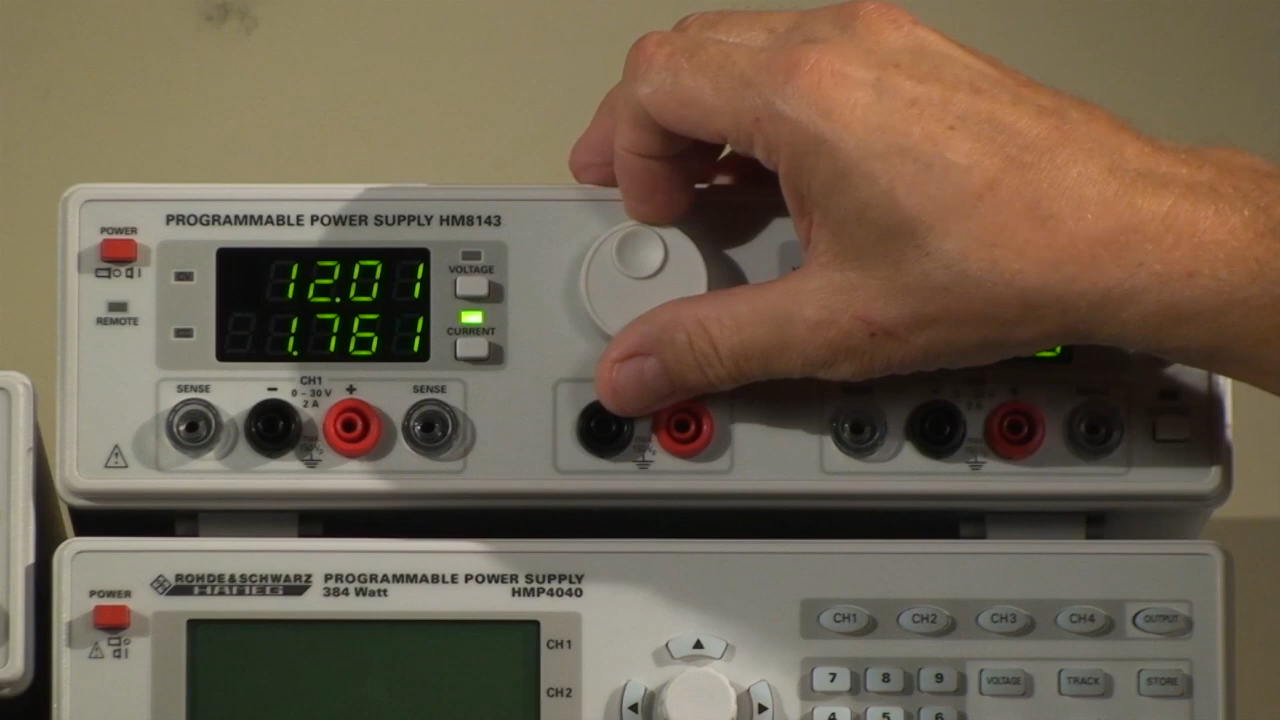 PROGRAMMABLE POWER SUPPLY HM8143
POWER
CV
REMOTE
12.01
1.761
VOLTAGE
CURRENT
SENSE
CH1
0 – 30 V
2 A
SENSE
− +
POWER
ROHDE & SCHWARZ
HAMEG
PROGRAMMABLE POWER SUPPLY
384 Watt
HMP4040
CH1
CH2
CH1 CH2 CH3 CH4 OUTPUT
7 8 9 VOLTAGE TRACK STORE
4 5 6